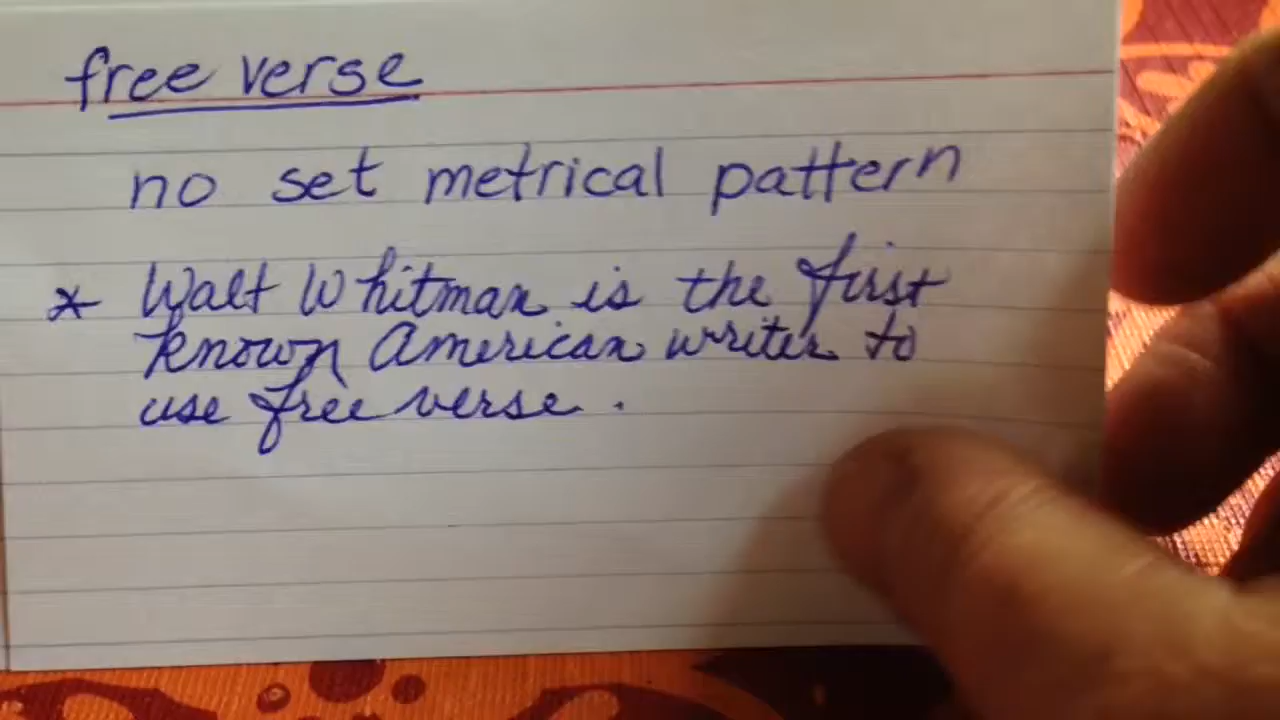 free verse
no set metrical pattern
* Walt Whitman is the first
known American writer to
use free verse.